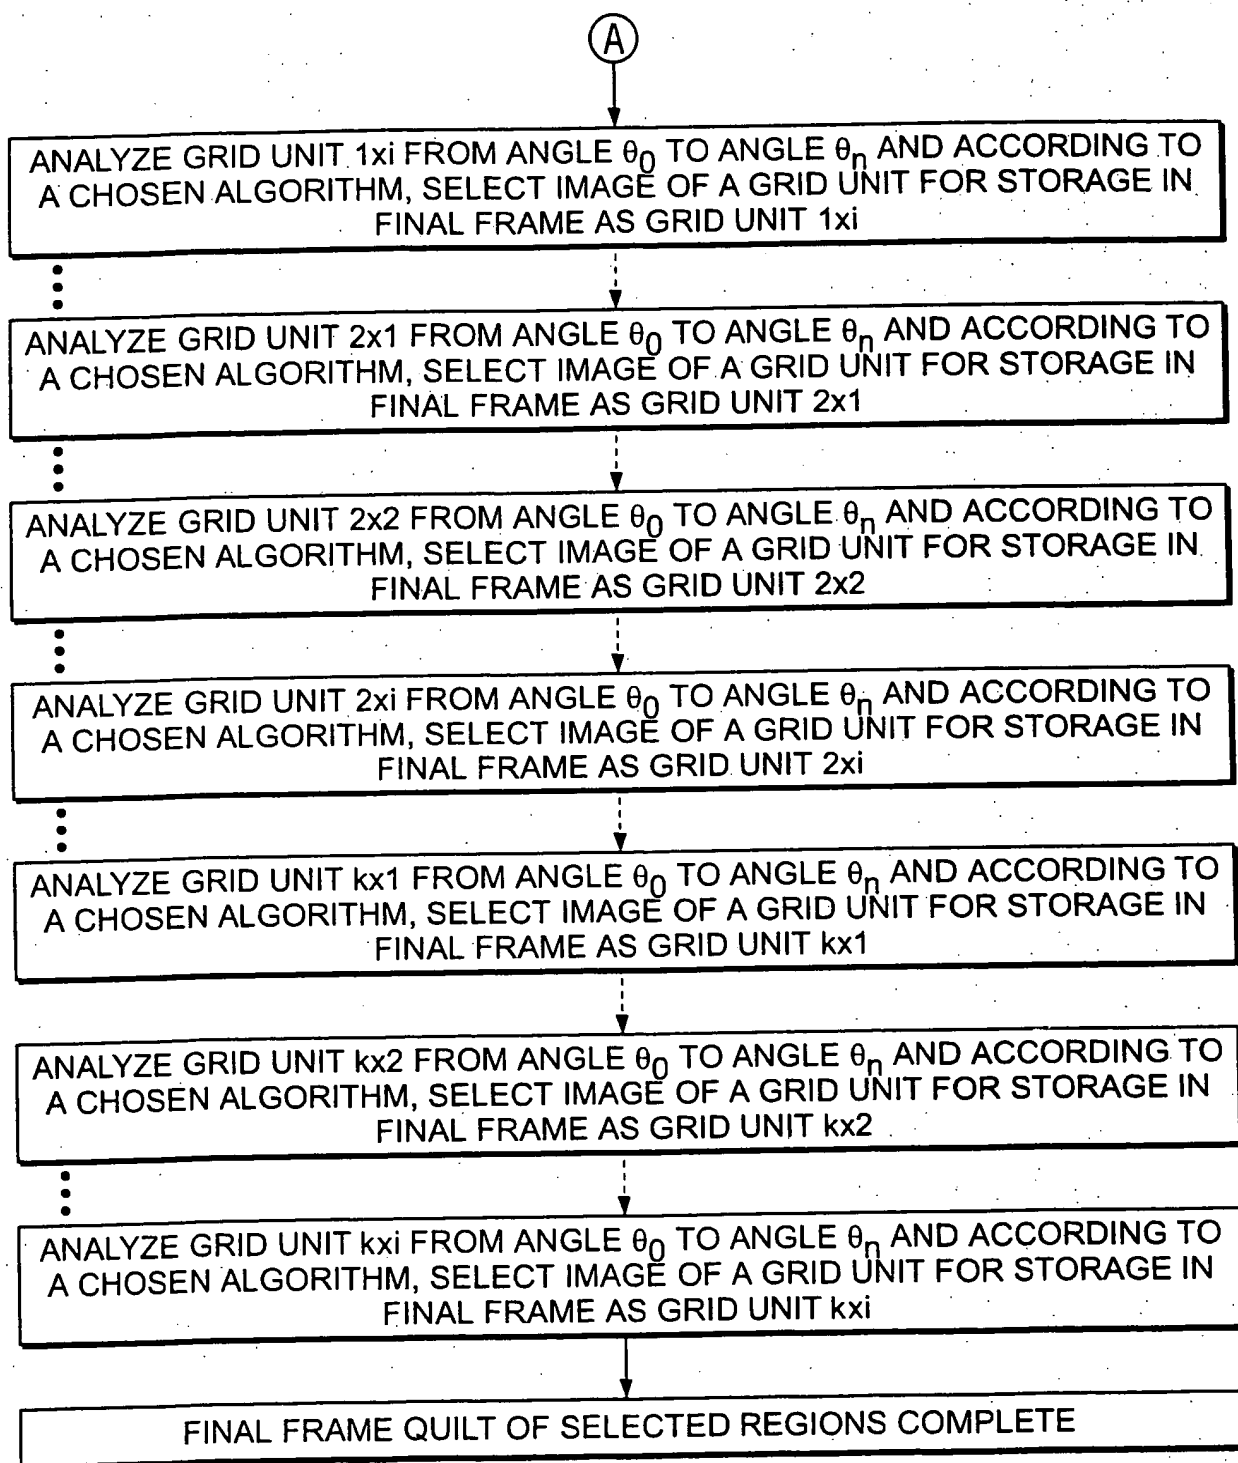 A
ANALYZE GRID UNIT 1xi FROM ANGLE θ0 TO ANGLE θn AND ACCORDING TO
A CHOSEN ALGORITHM, SELECT IMAGE OF A GRID UNIT FOR STORAGE IN
FINAL FRAME AS GRID UNIT 1xi
ANALYZE GRID UNIT 2x1 FROM ANGLE θ0 TO ANGLE θn AND ACCORDING TO
A CHOSEN ALGORITHM, SELECT IMAGE OF A GRID UNIT FOR STORAGE IN
FINAL FRAME AS GRID UNIT 2x1
ANALYZE GRID UNIT 2x2 FROM ANGLE θ0 TO ANGLE θn AND ACCORDING TO
A CHOSEN ALGORITHM, SELECT IMAGE OF A GRID UNIT FOR STORAGE IN
FINAL FRAME AS GRID UNIT 2x2
ANALYZE GRID UNIT 2xi FROM ANGLE θ0 TO ANGLE θn AND ACCORDING TO
A CHOSEN ALGORITHM, SELECT IMAGE OF A GRID UNIT FOR STORAGE IN
FINAL FRAME AS GRID UNIT 2xi
ANALYZE GRID UNIT kx1 FROM ANGLE θ0 TO ANGLE θn AND ACCORDING TO
A CHOSEN ALGORITHM, SELECT IMAGE OF A GRID UNIT FOR STORAGE IN
FINAL FRAME AS GRID UNIT kx1
ANALYZE GRID UNIT kx2 FROM ANGLE θ0 TO ANGLE θn AND ACCORDING TO
A CHOSEN ALGORITHM, SELECT IMAGE OF A GRID UNIT FOR STORAGE IN
FINAL FRAME AS GRID UNIT kx2
ANALYZE GRID UNIT kxi FROM ANGLE θ0 TO ANGLE θn AND ACCORDING TO
A CHOSEN ALGORITHM, SELECT IMAGE OF A GRID UNIT FOR STORAGE IN
FINAL FRAME AS GRID UNIT kxi
FINAL FRAME QUILT OF SELECTED REGIONS COMPLETE